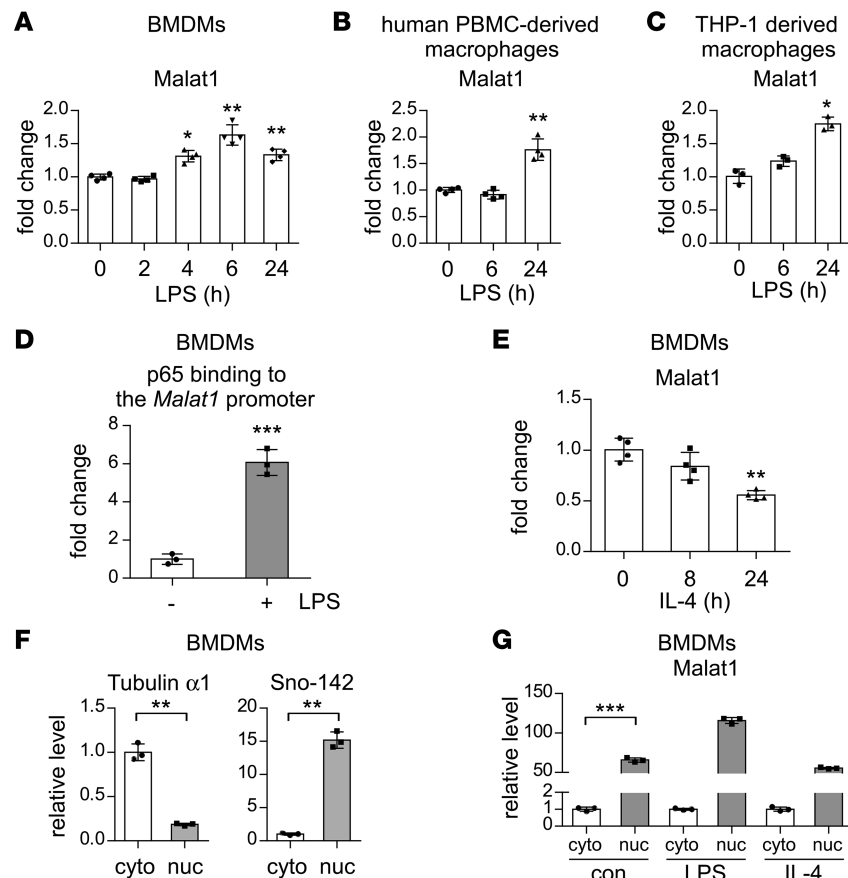 A BMDMs
Malat1
fold change
2.0
1.5
1.0
0.5
0.0
* ** **
0 2 4 6 24
LPS (h)
B human PBMC-derived
macrophages
Malat1
fold change
2.5
2.0
1.5
1.0
0.5
0.0
**
0 6 24
LPS (h)
C THP-1 derived
macrophages
Malat1
fold change
2.0
1.5
1.0
0.5
0.0
*
0 6 24
LPS (h)
D BMDMs
p65 binding to
the Malat1 promoter
fold change
8
6
4
2
0
***
- + LPS
E BMDMs
Malat1
fold change
1.5
1.0
0.5
0.0
**
0 8 24
IL-4 (h)
F BMDMs
Tubulin α1
relative level
1.5
1.0
0.5
0.0
**
cyto nuc
Sno-142
20
15
10
5
0
**
cyto nuc
G BMDMs
Malat1
relative level
150
100
50
2
1
0
***
cyto nuc cyto nuc cyto nuc
con LPS IL-4